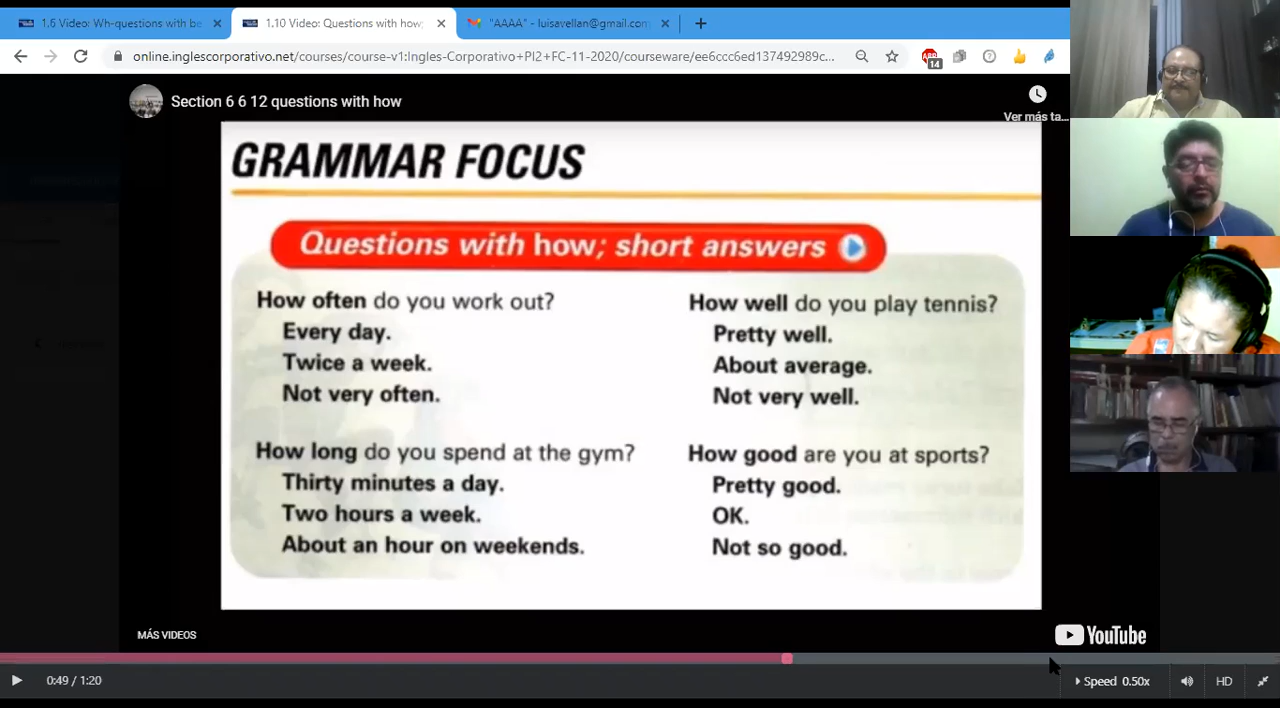 1.6 Video: Wh-questions with be
1.10 Video: Questions with how;
"AAAA" - luisavellan@gmail.com
online.inglescorporativo.net/courses/course-v1:Ingles-Corporativo+PI2+FC-11-2020/courseware/ee6ccc6ed137492989c...
14
Section 6 6 12 questions with how
Ver más ta...
GRAMMAR FOCUS
Questions with how; short answers
How often do you work out?
Every day.
Twice a week.
Not very often.
How long do you spend at the gym?
Thirty minutes a day.
Two hours a week.
About an hour on weekends.
How well do you play tennis?
Pretty well.
About average.
Not very well.
How good are you at sports?
Pretty good.
OK.
Not so good.
MÁS VIDEOS
YouTube
0:49 / 1:20
Speed 0.50x
HD